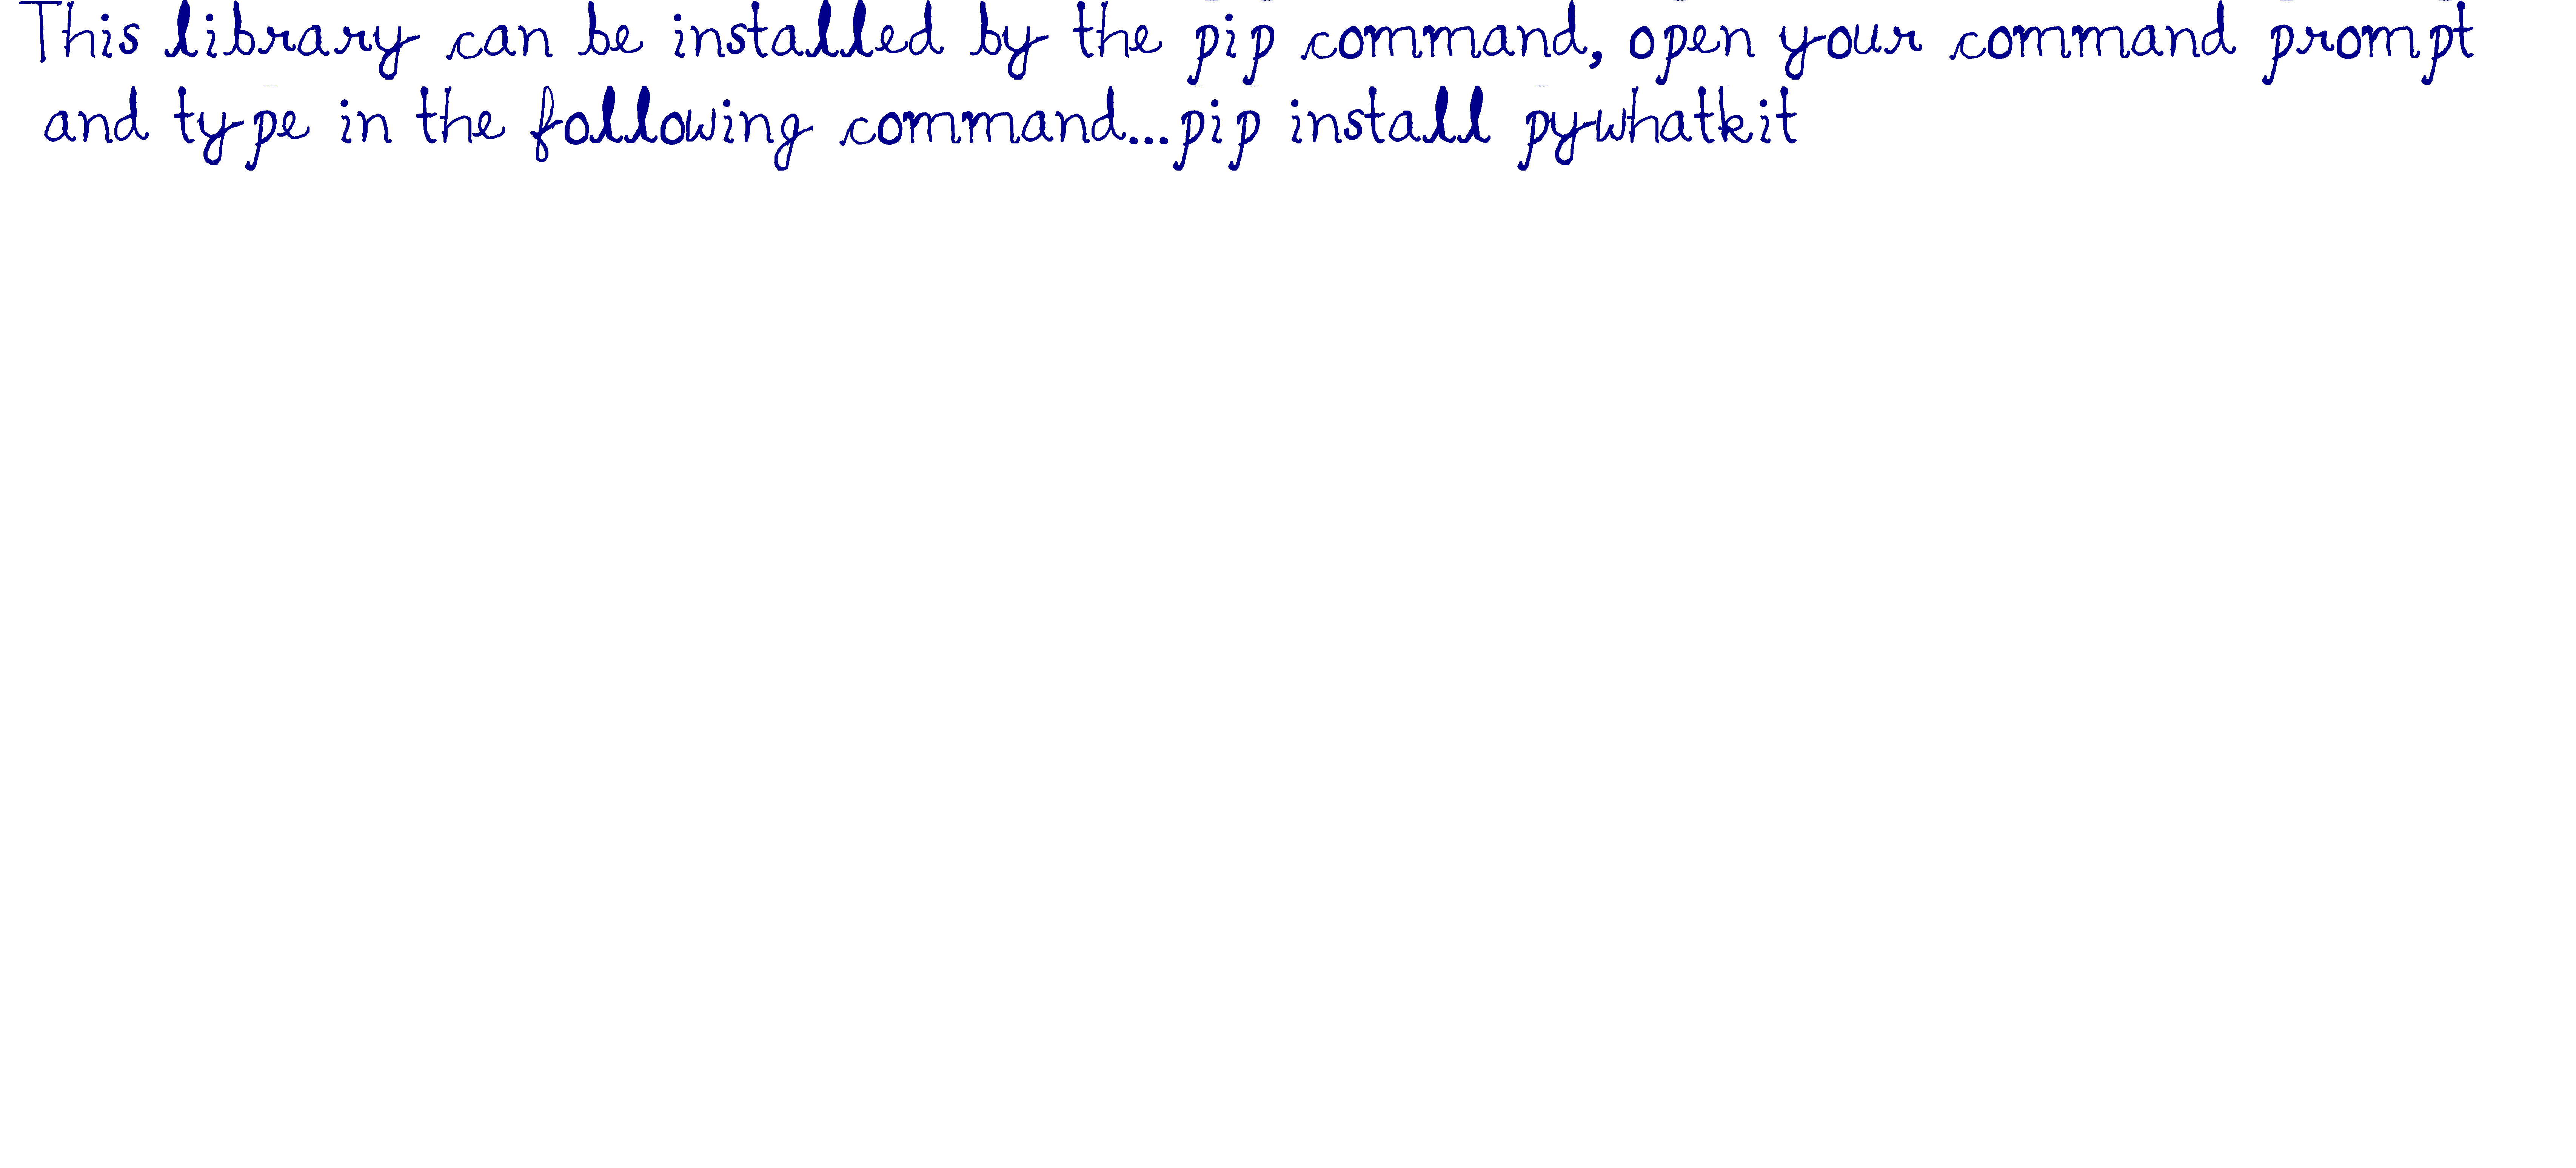 This library can be installed by the pip command, open your command prompt
and type in the following command...pip install pywhatkit